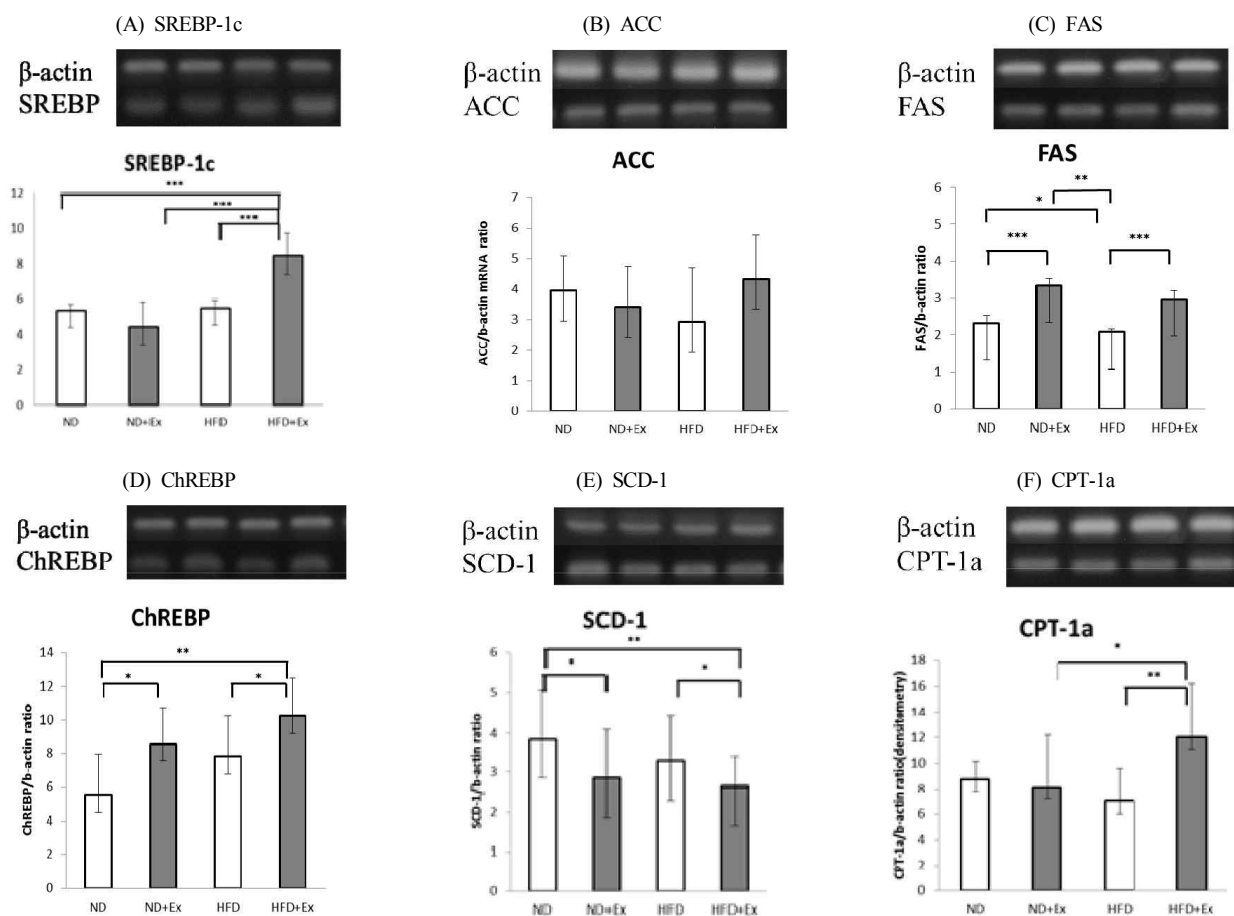 (A) SREBP-1c
β-actin
SREBP
SREBP-1c
***
***
***
12
10
8
6
4
2
0
ND
ND+Ex
HFD
HFD+Ex
(B) ACC
β-actin
ACC
ACC
ACC/b-actin mRNA ratio
7
6
5
4
3
2
1
0
ND
ND+Ex
HFD
HFD+Ex
(C) FAS
β-actin
FAS
FAS
FAS/b-actin ratio
**
*
***
***
6
5
4
3
2
1
0
ND
ND+Ex
HFD
HFD+Ex
(D) ChREBP
β-actin
ChREBP
ChREBP
ChREBP/b-actin ratio
**
*
*
14
12
10
8
6
4
2
0
ND
ND+Ex
HFD
HFD+Ex
(E) SCD-1
β-actin
SCD-1
SCD-1
SCD-1/b-actin ratio
**
*
*
6
5
4
3
2
1
0
ND
ND+Ex
HFD
HFD+Ex
(F) CPT-1a
β-actin
CPT-1a
CPT-1a
CPT-1a/b-actin ratio(densitometry)
*
**
18
16
14
12
10
8
6
4
2
0
ND
ND+Ex
HFD
HFD+Ex